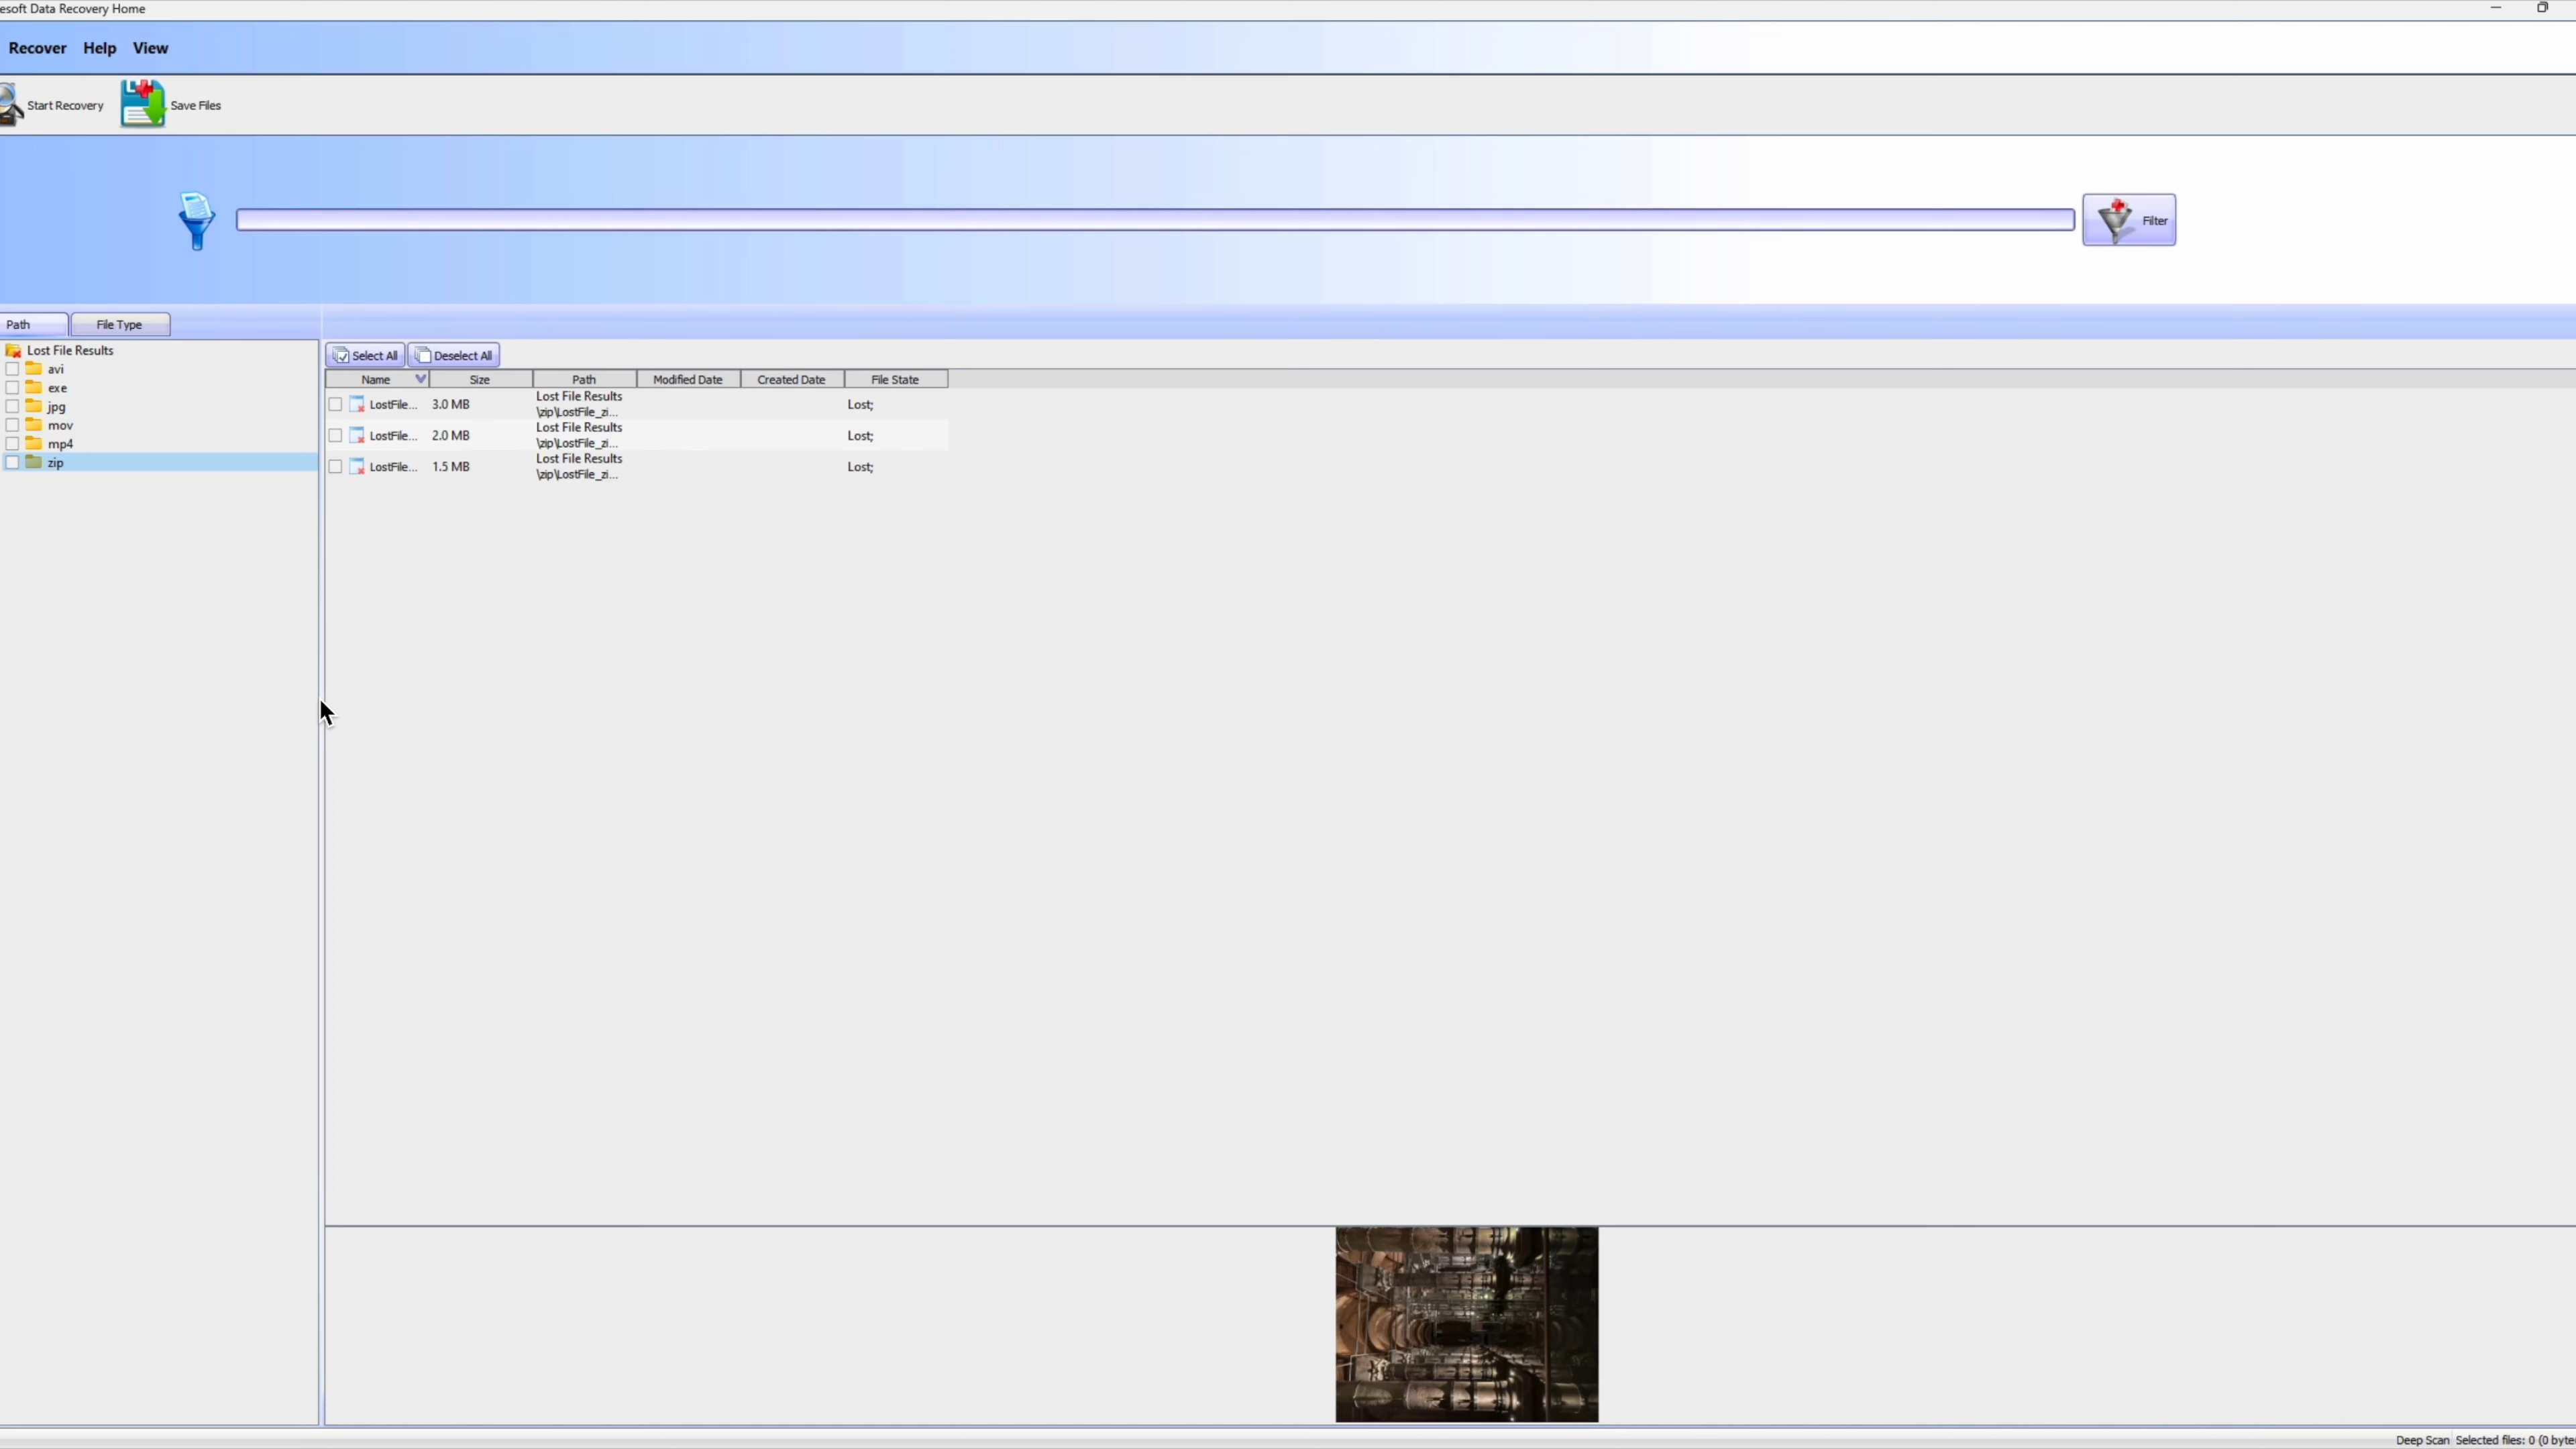 esoft Data Recovery Home
Recover Help View
Start Recovery Save Files
Filter
Path File Type
Lost File Results
avi
exe
jpg
mov
mp4
zip
Select All Deselect All
Name Size Path Modified Date Created Date File State
LostFile... 3.0 MB Lost File Results Lost;
\zip\LostFile_zi...
LostFile... 2.0 MB Lost File Results Lost;
\zip\LostFile_zi...
LostFile... 1.5 MB Lost File Results Lost;
\zip\LostFile_zi...
Deep Scan Selected files: 0 (0 byte